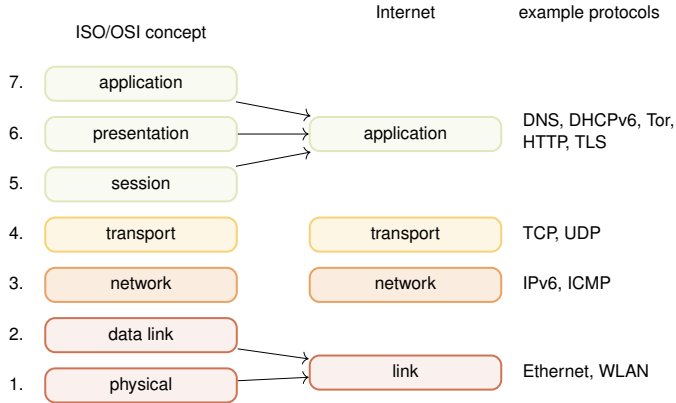 Internet example protocols
ISO/OSI concept
7. application
DNS, DHCPv6, Tor,
6. presentation application
HTTP, TLS
5. session
4. transport transport TCP, UDP
3. network network IPv6, ICMP
2. data link
link Ethernet, WLAN
1. physical